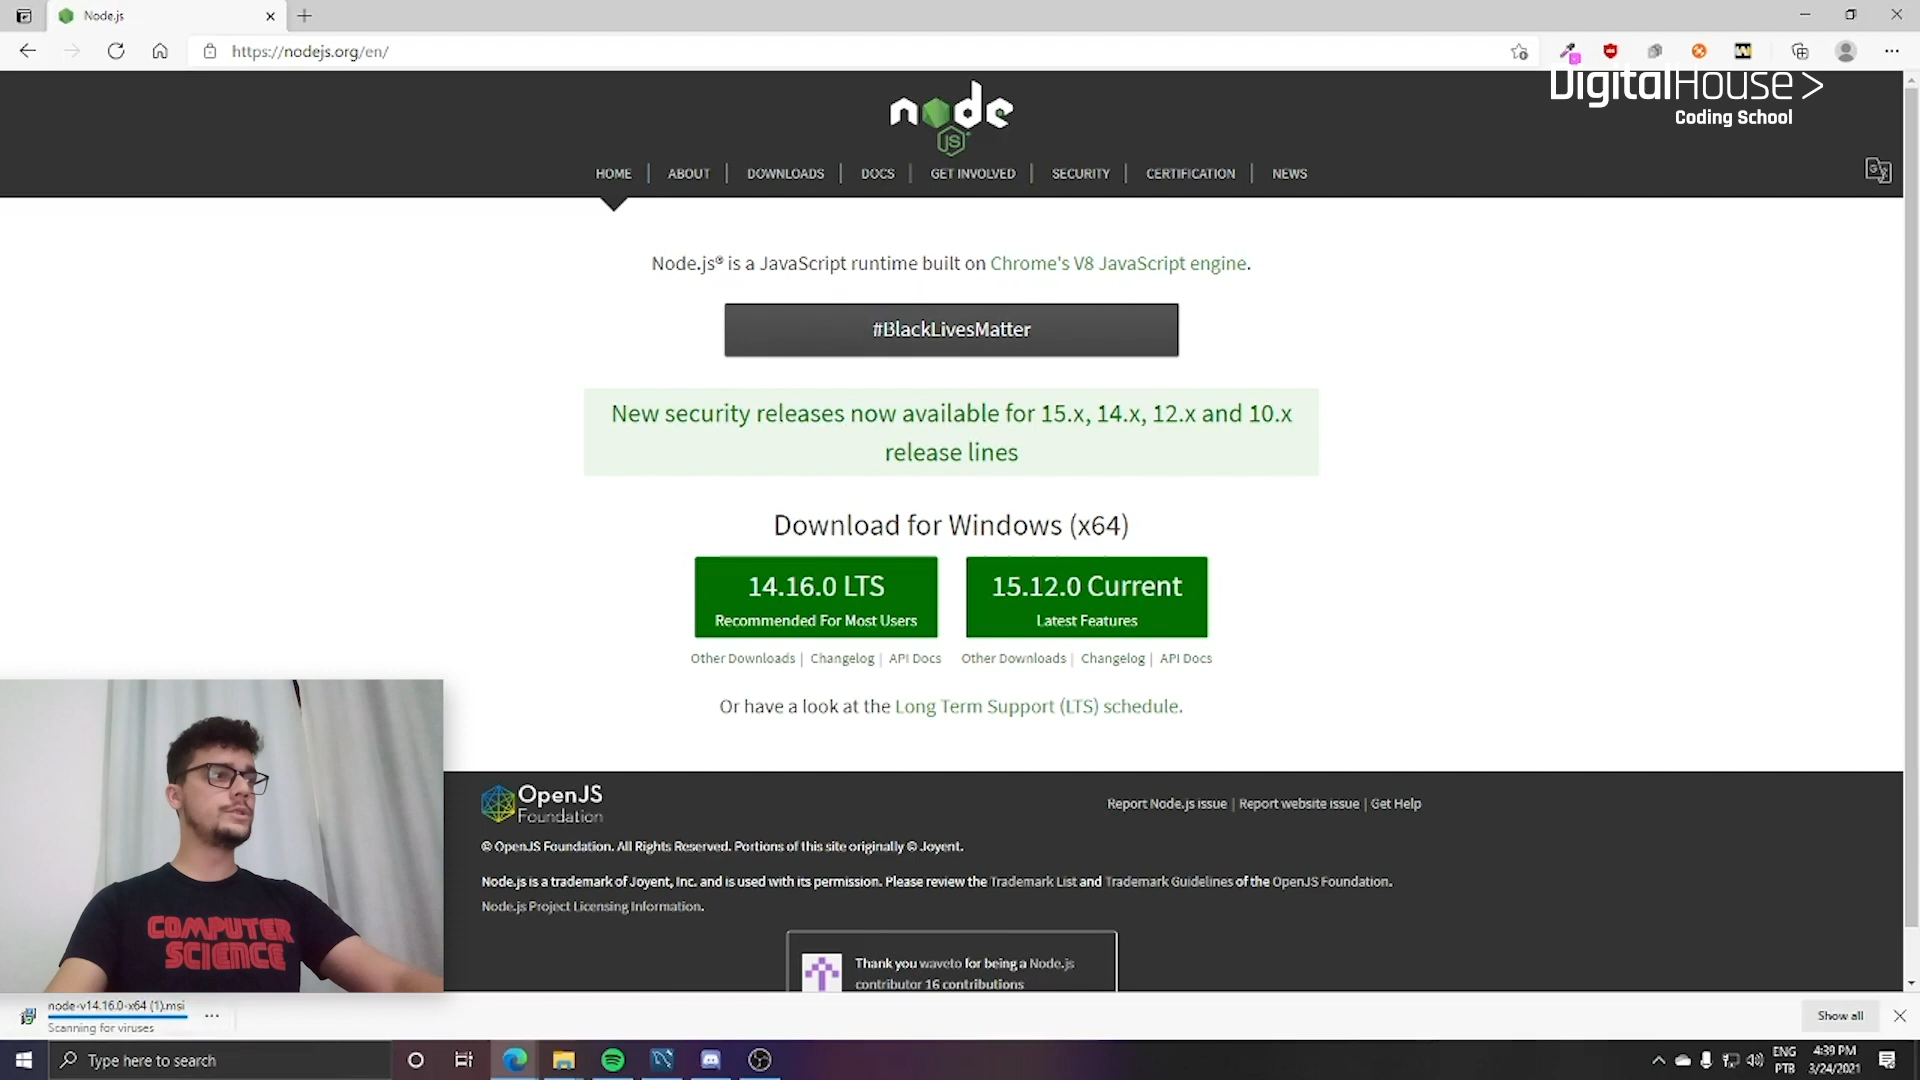 Node.js
https://nodejs.org/en/
DigitalHouse>
Coding School
node
JS
HOME
ABOUT
DOWNLOADS
DOCS
GET INVOLVED
SECURITY
CERTIFICATION
NEWS
Node.js® is a JavaScript runtime built on Chrome's V8 JavaScript engine.
#BlackLivesMatter
New security releases now available for 15.x, 14.x, 12.x and 10.x
release lines
Download for Windows (x64)
14.16.0 LTS
Recommended For Most Users
15.12.0 Current
Latest Features
Other Downloads | Changelog | API Docs
Other Downloads | Changelog | API Docs
Or have a look at the Long Term Support (LTS) schedule.
COMPUTER
SCIENCE
OpenJS
Foundation
Report Node.js issue | Report website issue | Get Help
© OpenJS Foundation. All Rights Reserved. Portions of this site originally © Joyent.
Node.js is a trademark of Joyent, Inc. and is used with its permission. Please review the Trademark List and Trademark Guidelines of the OpenJS Foundation.
Node.js Project Licensing Information.
Thank you waveto for being a Node.js
contributor 16 contributions
node-v14.16.0-x64 (1).msi
Scanning for viruses
Show all
Type here to search
ENG
PTB
4:39 PM
3/24/2021